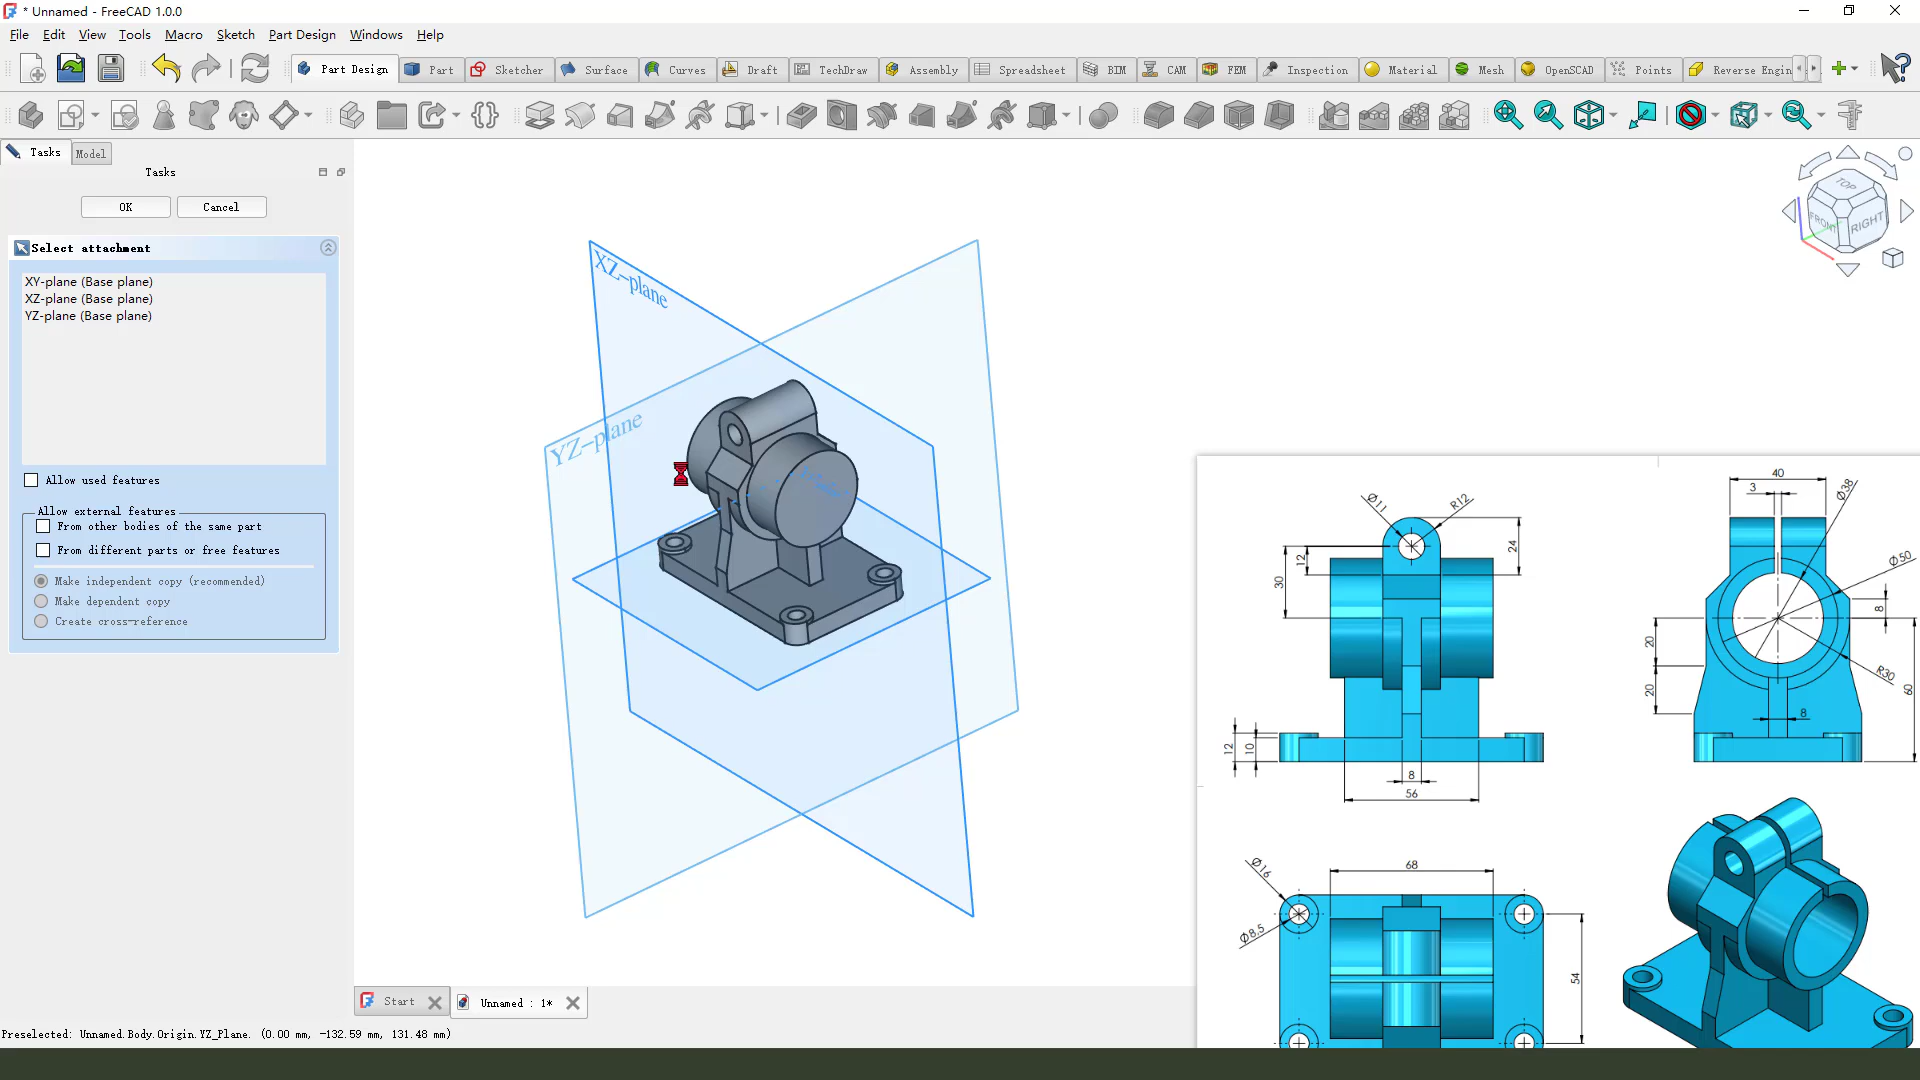 * Unnamed - FreeCAD 1.0.0
File Edit View Tools Macro Sketch Part Design Windows Help
Part Design Part Sketcher Surface Curves Draft TechDraw Assembly Spreadsheet BIM CAM FEM Inspection Material Mesh OpenSCAD Points Reverse Engin
Tasks Model
Tasks
OK Cancel
Select attachment
XY-plane (Base plane)
XZ-plane (Base plane)
YZ-plane (Base plane)
Allow used features
Allow external features
From other bodies of the same part
From different parts or free features
Make independent copy (recommended)
Make dependent copy
Create cross-reference
XZ-plane
YZ-plane
TOP
FRONT
RIGHT
Ø11
R12
30
12
24
12
10
8
56
40
3
Ø38
Ø50
8
20
20
R30
60
8
Ø16
Ø8.5
68
54
Start
Unnamed : 1*
Preselected: Unnamed.Body.Origin.YZ_Plane. (0.00 mm, -132.59 mm, 131.48 mm)